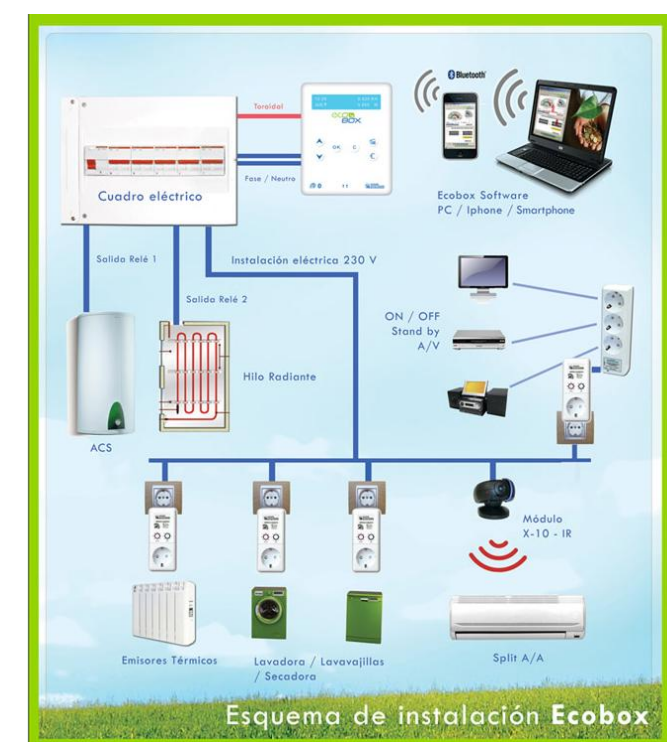 Bluetooth
Toroidal
ecobox
OK
C
C
Fase / Neutro
Cuadro eléctrico
Ecobox Software
PC / Iphone / Smartphone
Salida Relé 1
Instalación eléctrica 230 V
Salida Relé 2
ON / OFF
Stand by
A/V
Hilo Radiante
ACS
Módulo
X-10 - IR
Emisores Térmicos
Lavadora / Lavavajillas
/ Secadora
Split A/A
Esquema de instalación Ecobox